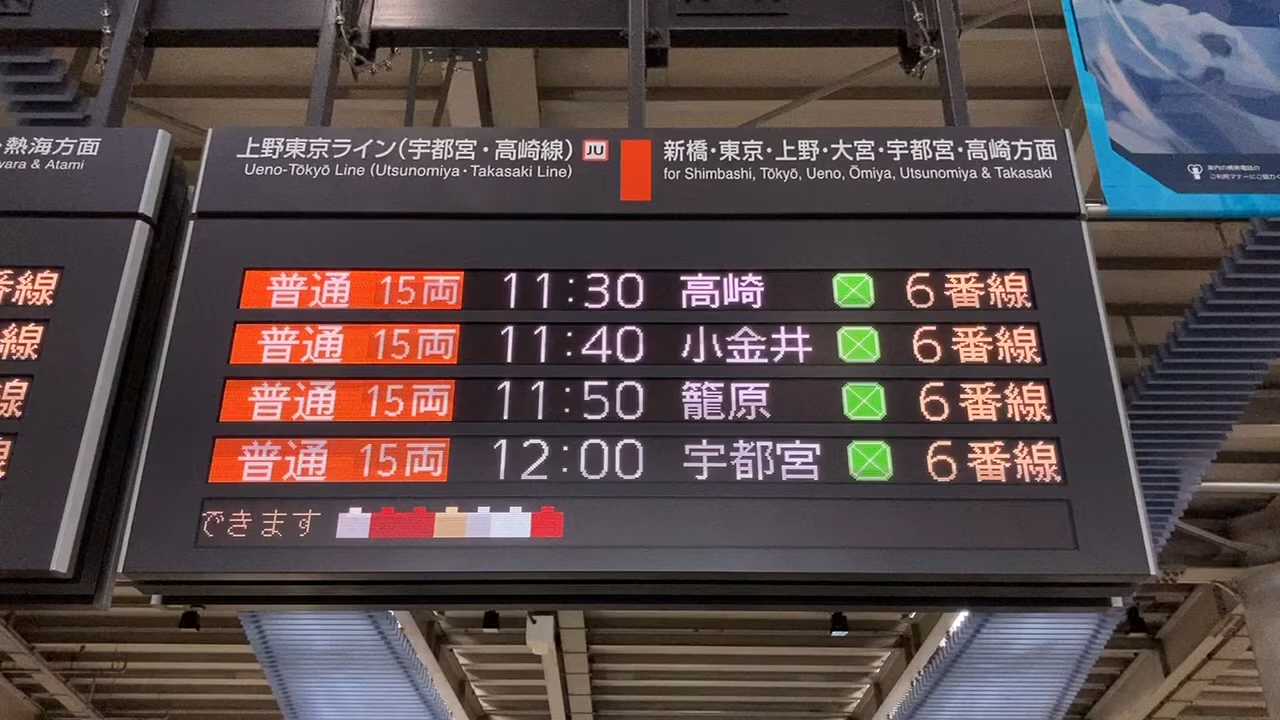 熱海方面
wara & Atami
番線
線
線
上野東京ライン(宇都宮・高崎線) JU
Ueno-Tōkyō Line (Utsunomiya・Takasaki Line)
新橋・東京・上野・大宮・宇都宮・高崎方面
for Shimbashi, Tōkyō, Ueno, Ōmiya, Utsunomiya & Takasaki
普通 15両 11:30 高崎 6番線
普通 15両 11:40 小金井 6番線
普通 15両 11:50 籠原 6番線
普通 15両 12:00 宇都宮 6番線
できます